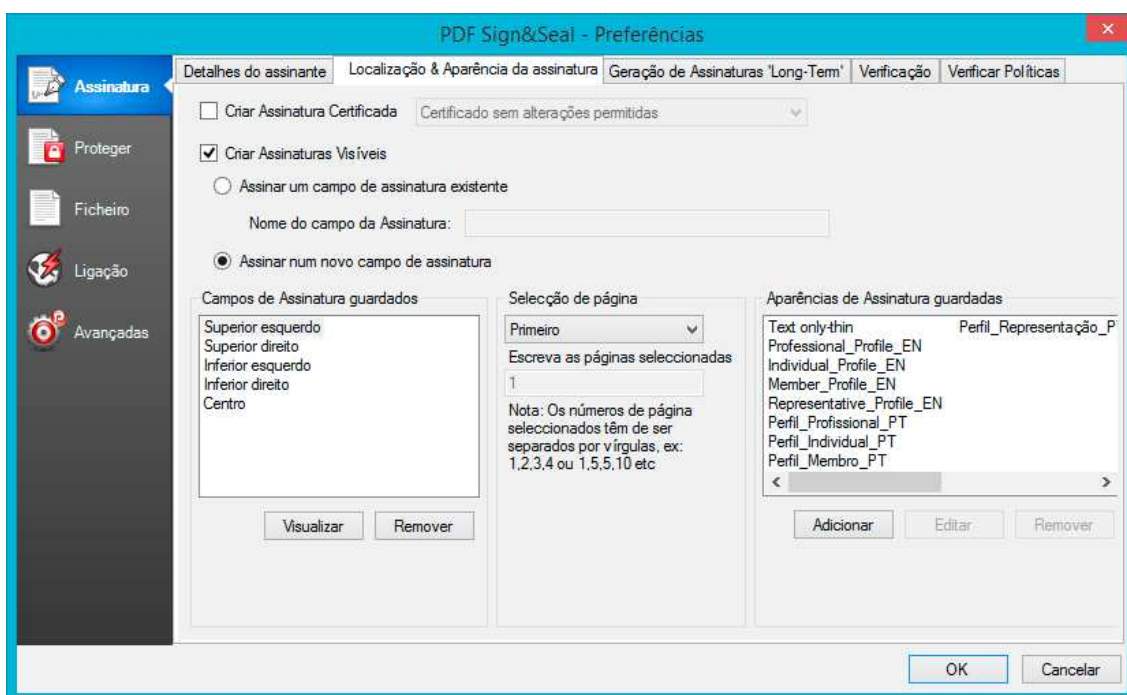 PDF Sign&Seal - Preferências
Assinatura
Proteger
Ficheiro
Ligação
Avançadas
Detalhes do assinante
Localização & Aparência da assinatura
Geração de Assinaturas 'Long-Term'
Verificação
Verificar Políticas
Criar Assinatura Certificada
Certificado sem alterações permitidas
Criar Assinaturas Visíveis
Assinar um campo de assinatura existente
Nome do campo da Assinatura:
Assinar num novo campo de assinatura
Campos de Assinatura guardados
Superior esquerdo
Superior direito
Inferior esquerdo
Inferior direito
Centro
Visualizar
Remover
Selecção de página
Primeiro
Escreva as páginas seleccionadas
1
Nota: Os números de página
seleccionados têm de ser
separados por vírgulas, ex:
1,2,3,4 ou 1,5,5,10 etc
Aparências de Assinatura guardadas
Text only-thin
Professional_Profile_EN
Individual_Profile_EN
Member_Profile_EN
Representative_Profile_EN
Perfil_Profissional_PT
Perfil_Individual_PT
Perfil_Membro_PT
Perfil_Representação_P
Adicionar
Editar
Remover
OK
Cancelar